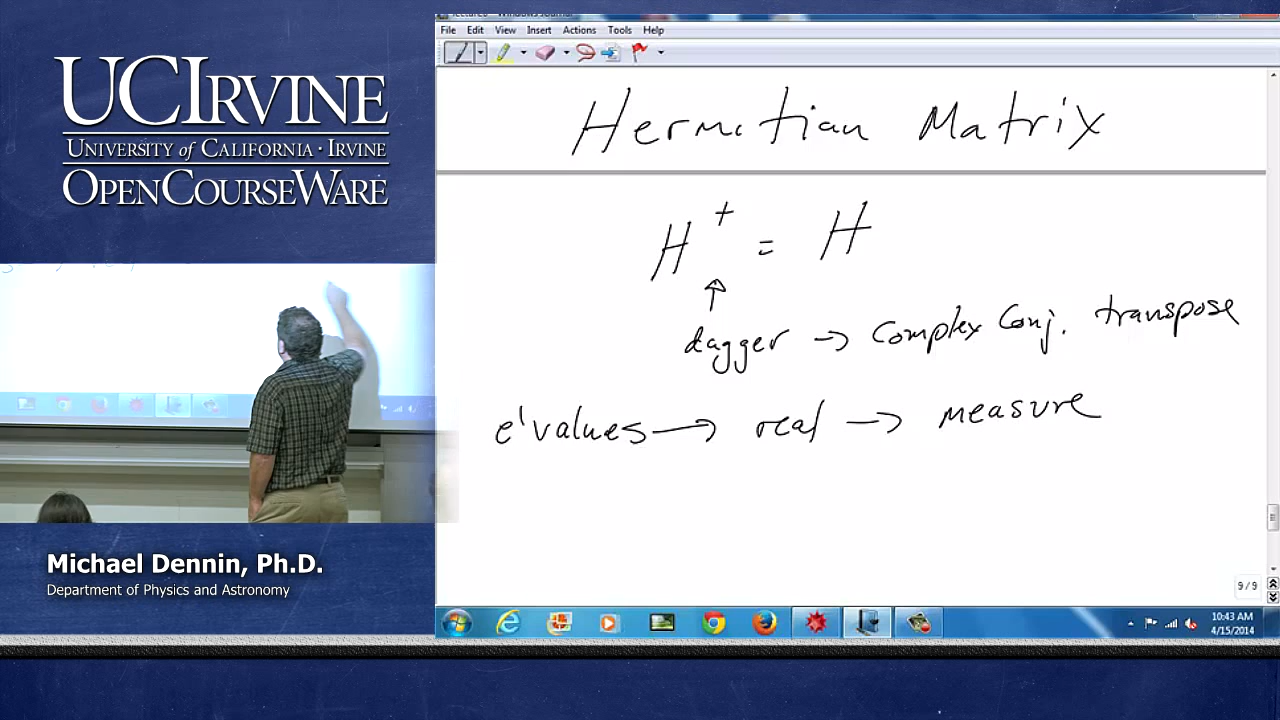 UCIRVINE
UNIVERSITY of CALIFORNIA · IRVINE
OPENCOURSEWARE
Michael Dennin, Ph.D.
Department of Physics and Astronomy
File Edit View Insert Actions Tools Help
Hermitian Matrix
H† = H
↑
dagger → Complex Conj. transpose
e'values → real → measure
9 / 9
10:43 AM
4/15/2014